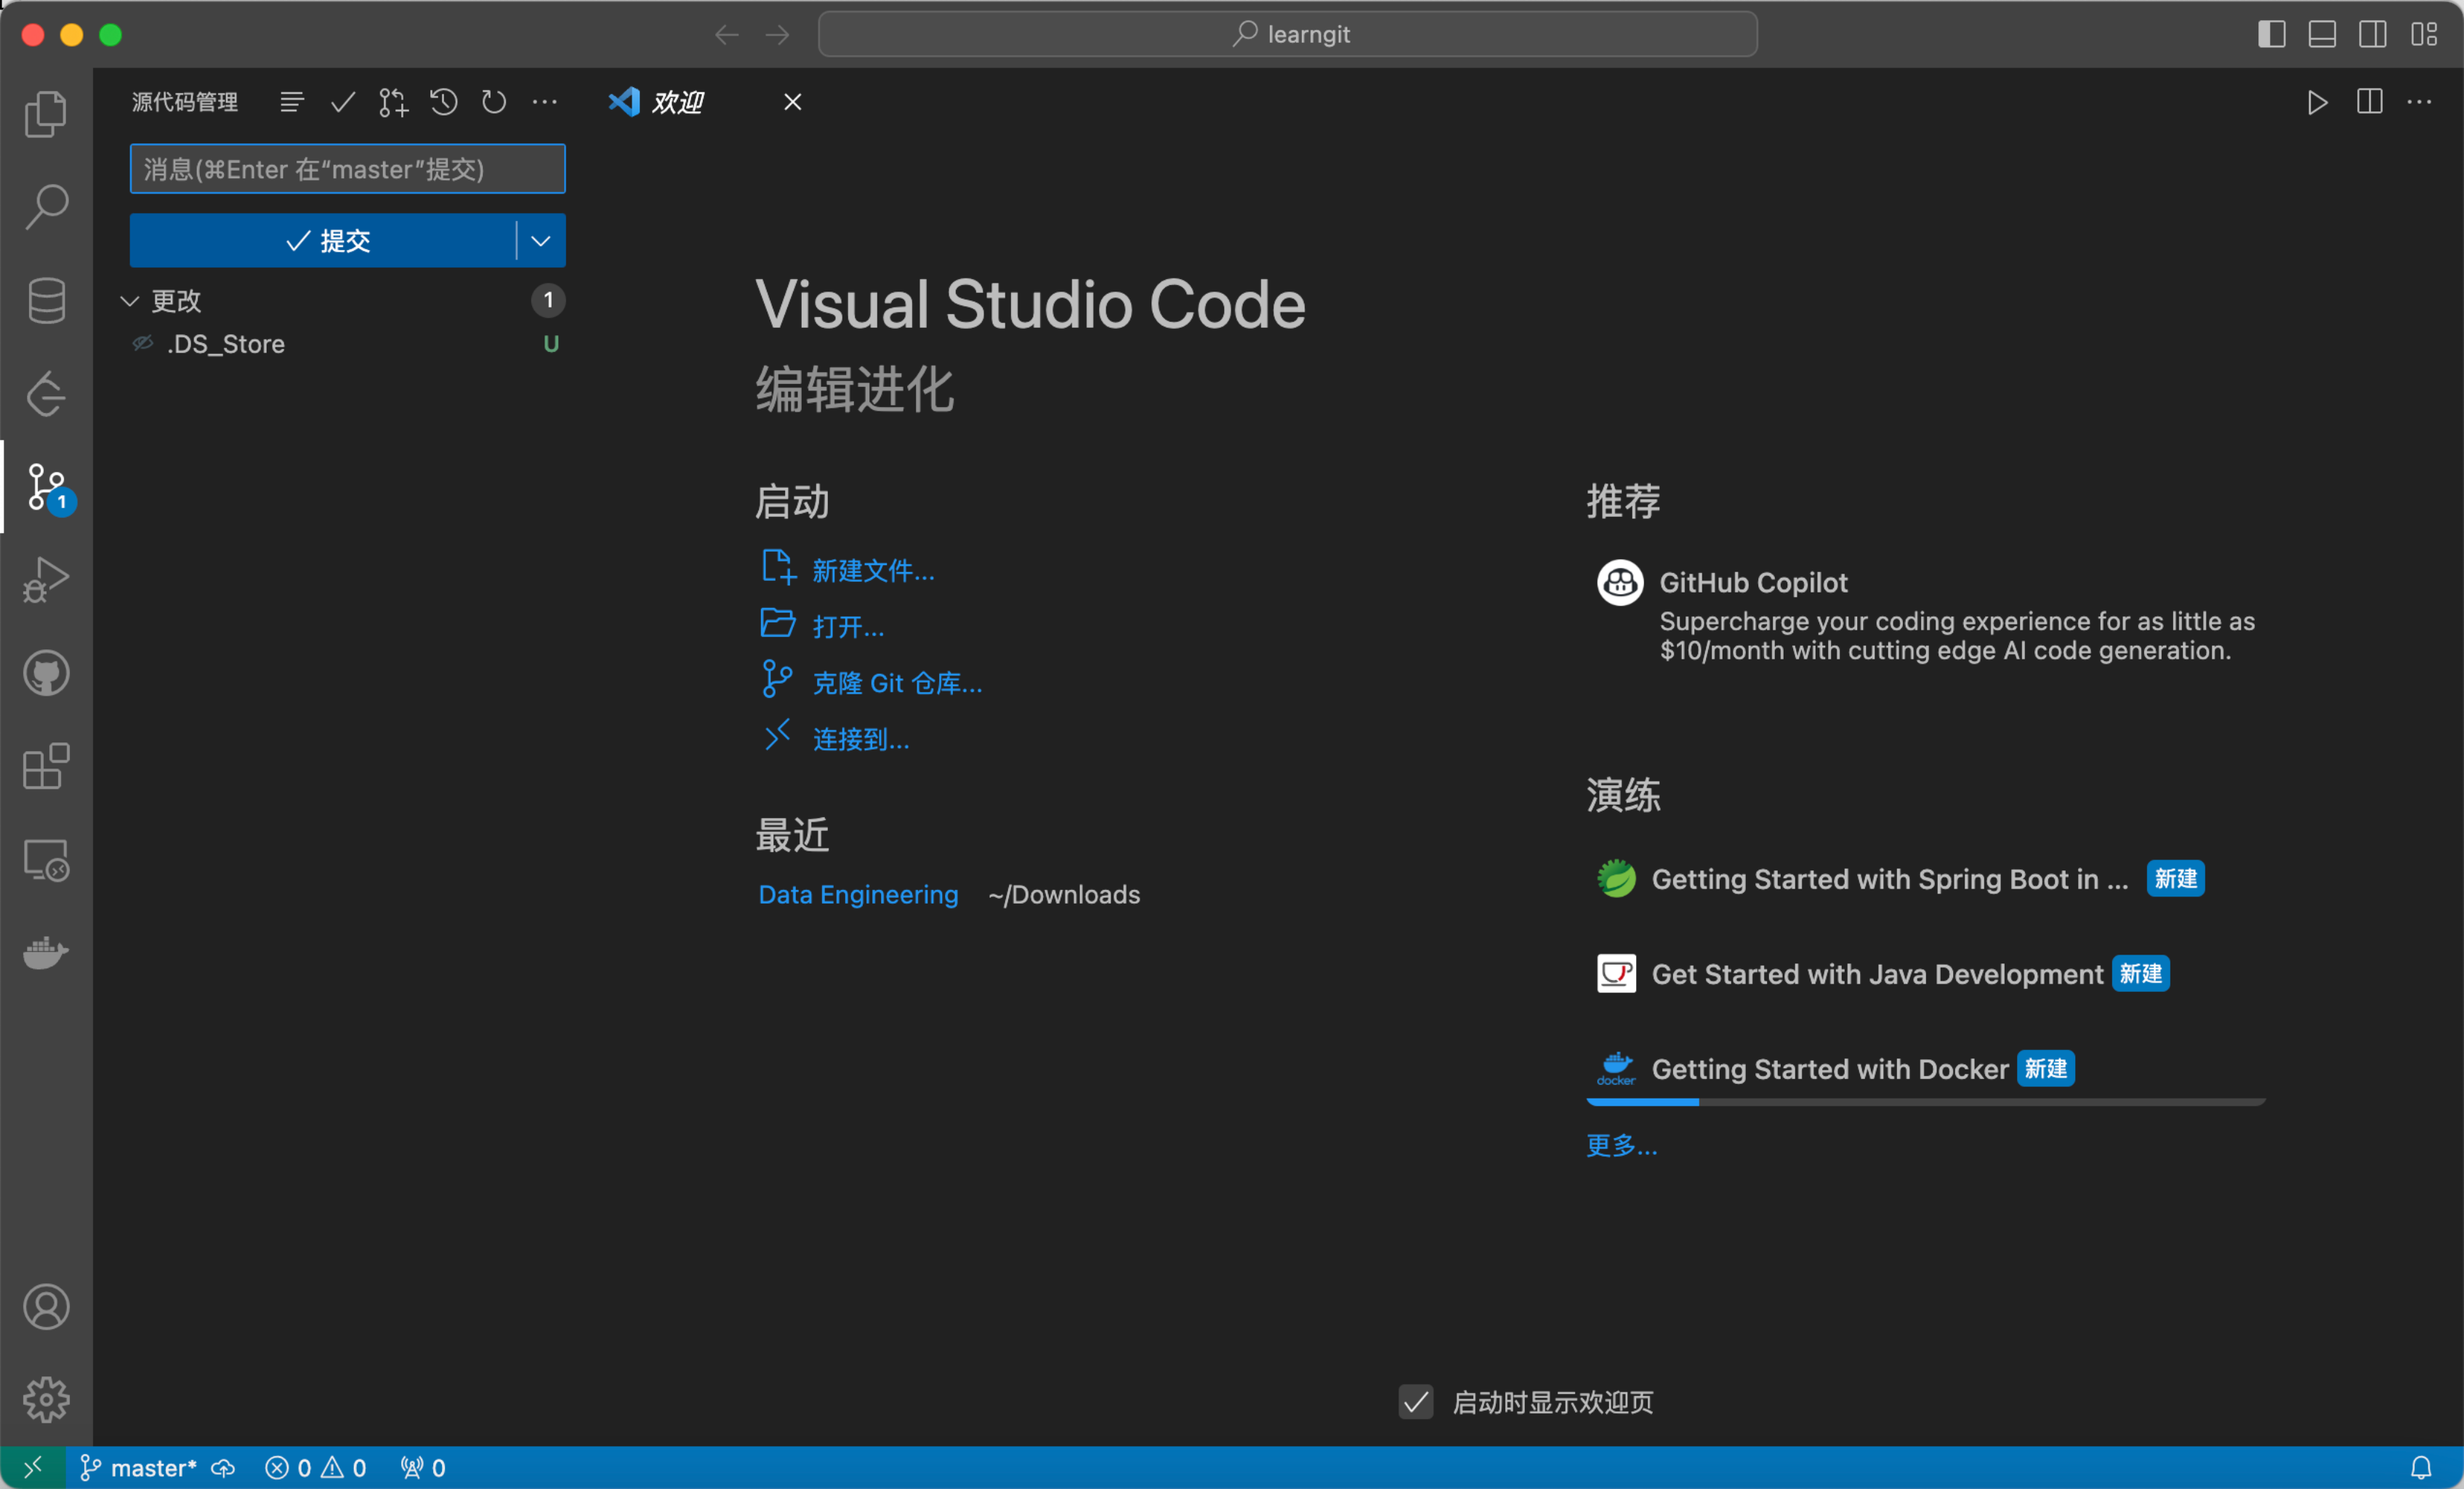 learngit
源代码管理
欢迎
消息(⌘Enter 在“master”提交)
提交
更改 1
.DS_Store U
1
Visual Studio Code
编辑进化
启动
新建文件...
打开...
克隆 Git 仓库...
连接到...
最近
Data Engineering ~/Downloads
推荐
GitHub Copilot
Supercharge your coding experience for as little as
$10/month with cutting edge AI code generation.
演练
Getting Started with Spring Boot in ... 新建
Get Started with Java Development 新建
docker Getting Started with Docker 新建
更多...
启动时显示欢迎页
master* 0 0 0